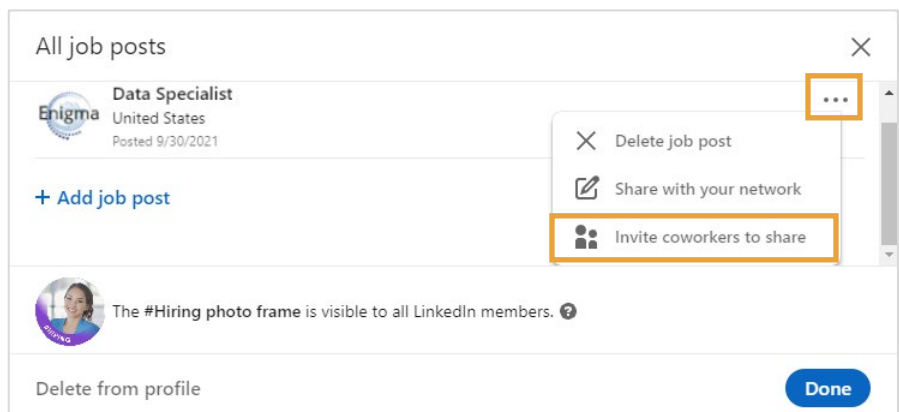 All job posts
Enigma
Data Specialist
United States
Posted 9/30/2021
Delete job post
Share with your network
Invite coworkers to share
+ Add job post
#HIRING
The #Hiring photo frame is visible to all LinkedIn members. ?
Delete from profile
Done